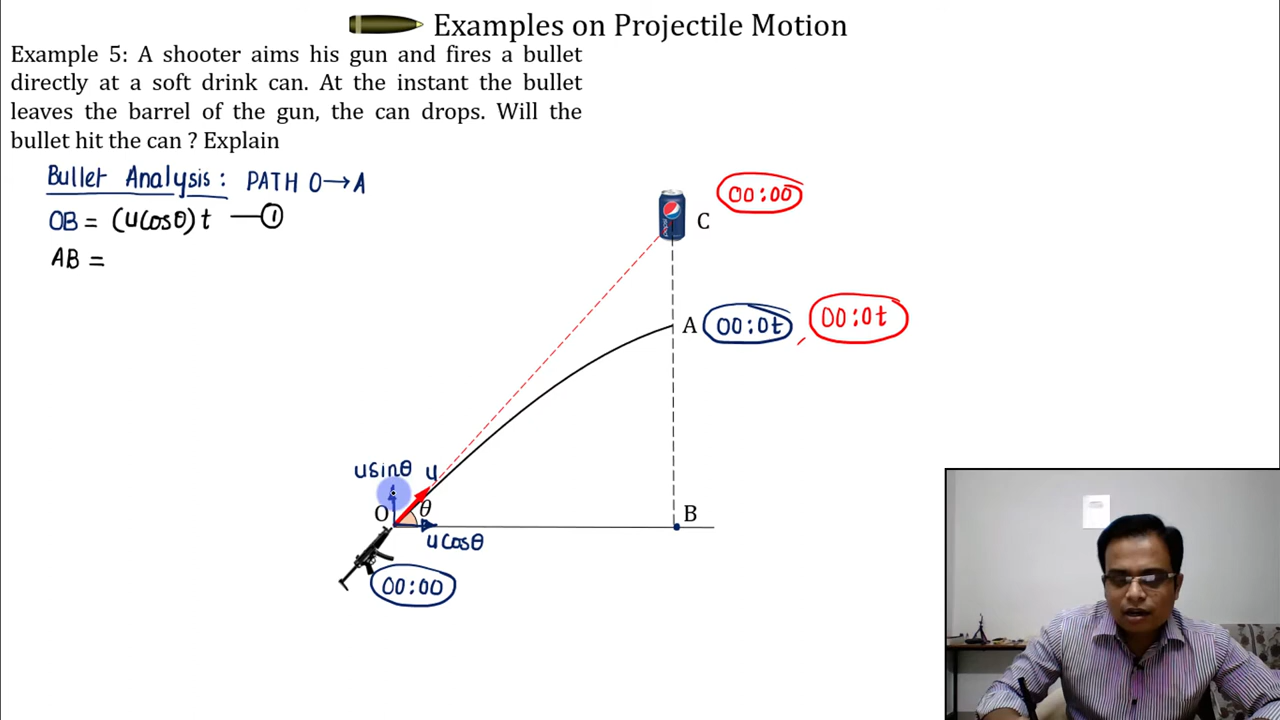 Examples on Projectile Motion
Example 5: A shooter aims his gun and fires a bullet
directly at a soft drink can. At the instant the bullet
leaves the barrel of the gun, the can drops. Will the
bullet hit the can ? Explain
Bullet Analysis: PATH O→A
OB = (ucosθ) t —①
AB =
00:00
C
A
00:0t
, 00:0t
usinθ
u
O
θ
B
ucosθ
00:00